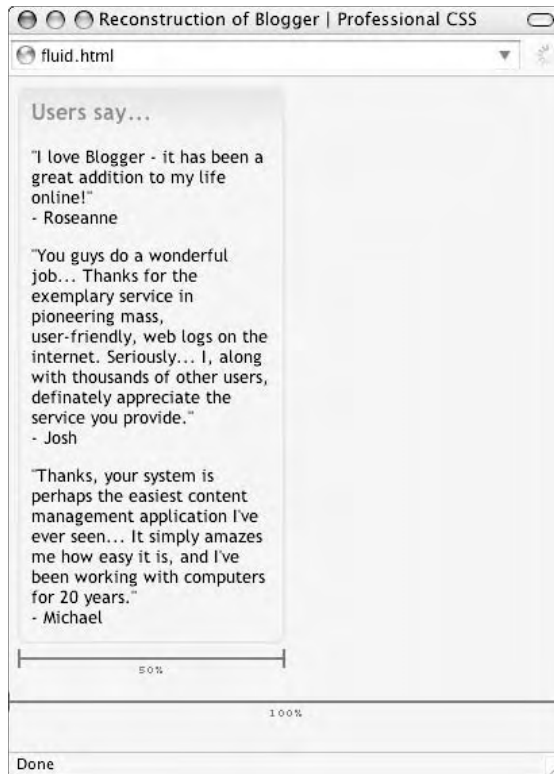 Reconstruction of Blogger | Professional CSS
fluid.html
Users say...
"I love Blogger - it has been a
great addition to my life
online!"
- Roseanne
"You guys do a wonderful
job... Thanks for the
exemplary service in
pioneering mass,
user-friendly, web logs on the
internet. Seriously... I, along
with thousands of other users,
definately appreciate the
service you provide."
- Josh
"Thanks, your system is
perhaps the easiest content
management application I've
ever seen... It simply amazes
me how easy it is, and I've
been working with computers
for 20 years."
- Michael
50%
100%
Done